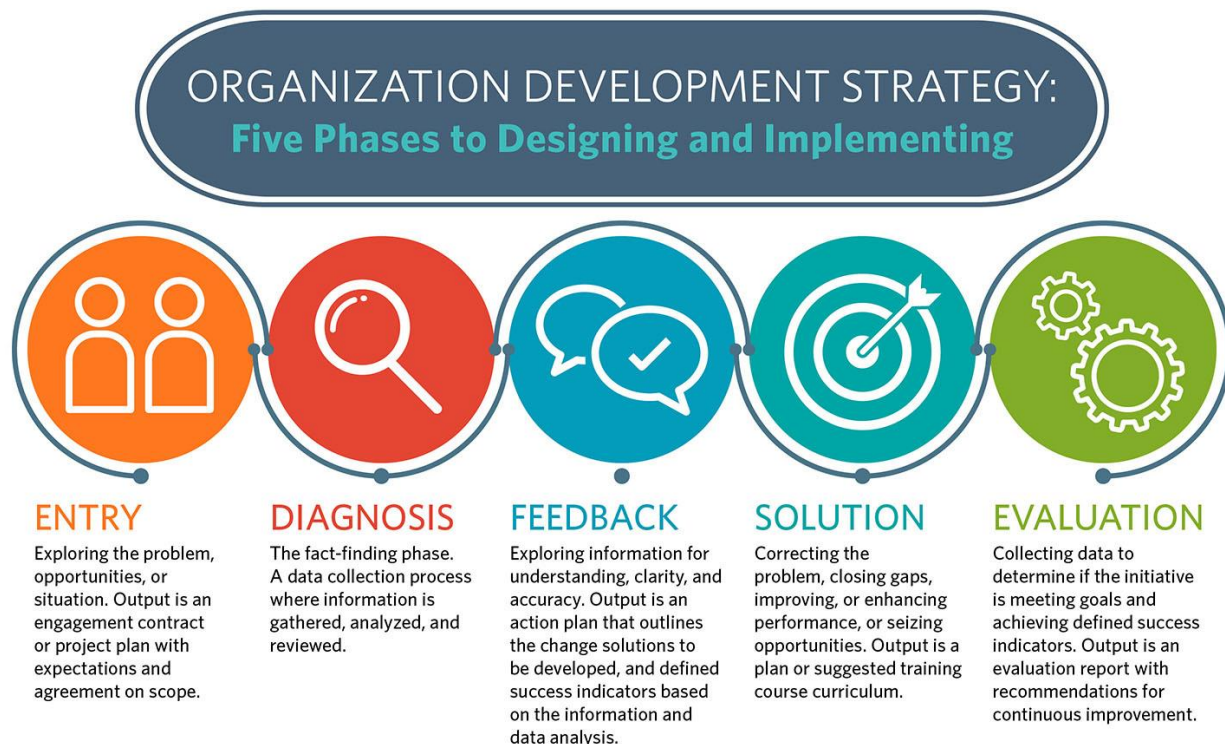 ORGANIZATION DEVELOPMENT STRATEGY:
Five Phases to Designing and Implementing
ENTRY
Exploring the problem,
opportunities, or
situation. Output is an
engagement contract
or project plan with
expectations and
agreement on scope.
DIAGNOSIS
The fact-finding phase.
A data collection process
where information is
gathered, analyzed, and
reviewed.
FEEDBACK
Exploring information for
understanding, clarity, and
accuracy. Output is an
action plan that outlines
the change solutions to
be developed, and defined
success indicators based
on the information and
data analysis.
SOLUTION
Correcting the
problem, closing gaps,
improving, or enhancing
performance, or seizing
opportunities. Output is a
plan or suggested training
course curriculum.
EVALUATION
Collecting data to
determine if the initiative
is meeting goals and
achieving defined success
indicators. Output is an
evaluation report with
recommendations for
continuous improvement.